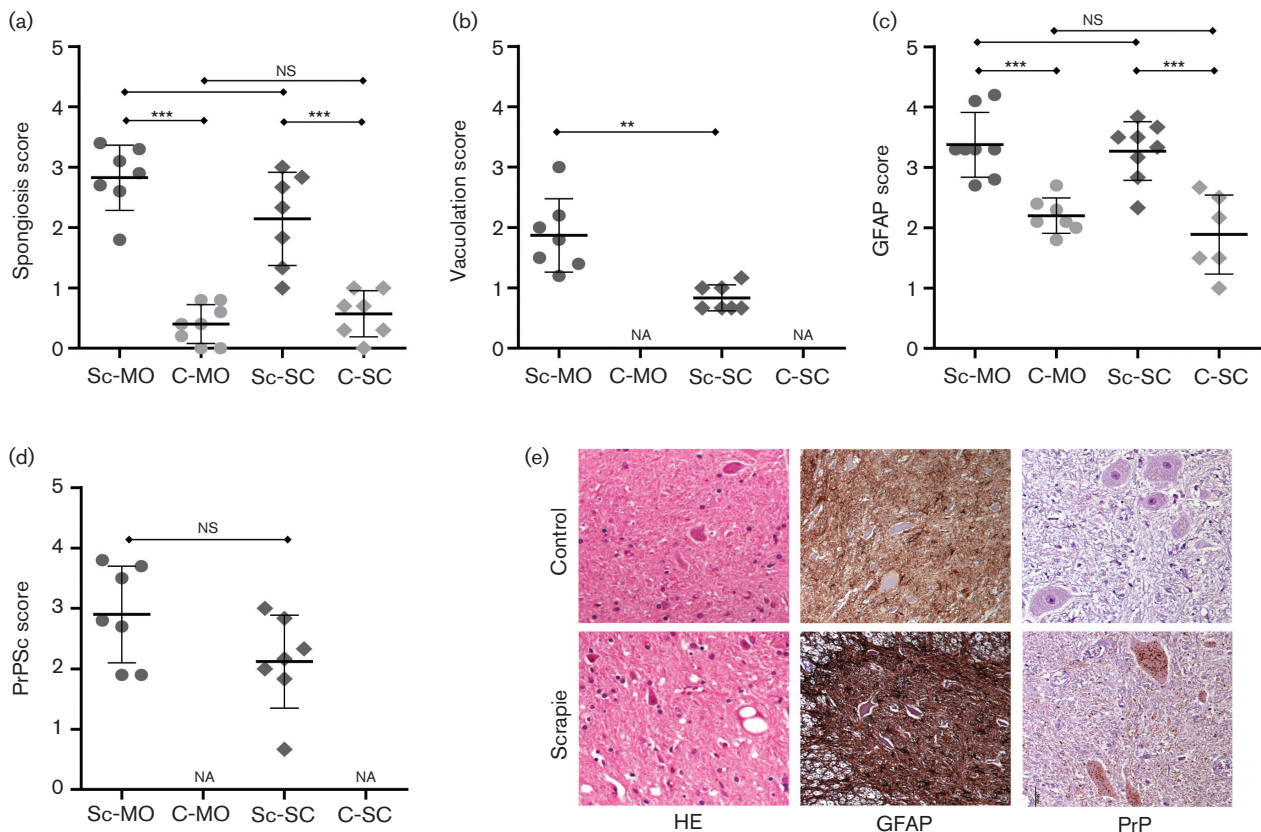 (a)
Spongiosis score
5
4
3
2
1
0
NS
***
***
Sc-MO C-MO Sc-SC C-SC
(b)
Vacuolation score
5
4
3
2
1
0
**
NA
NA
Sc-MO C-MO Sc-SC C-SC
(c)
GFAP score
5
4
3
2
1
0
NS
***
***
Sc-MO C-MO Sc-SC C-SC
(d)
PrPSc score
5
4
3
2
1
0
NS
NA
NA
Sc-MO C-MO Sc-SC C-SC
(e)
Control
Scrapie
HE GFAP PrP